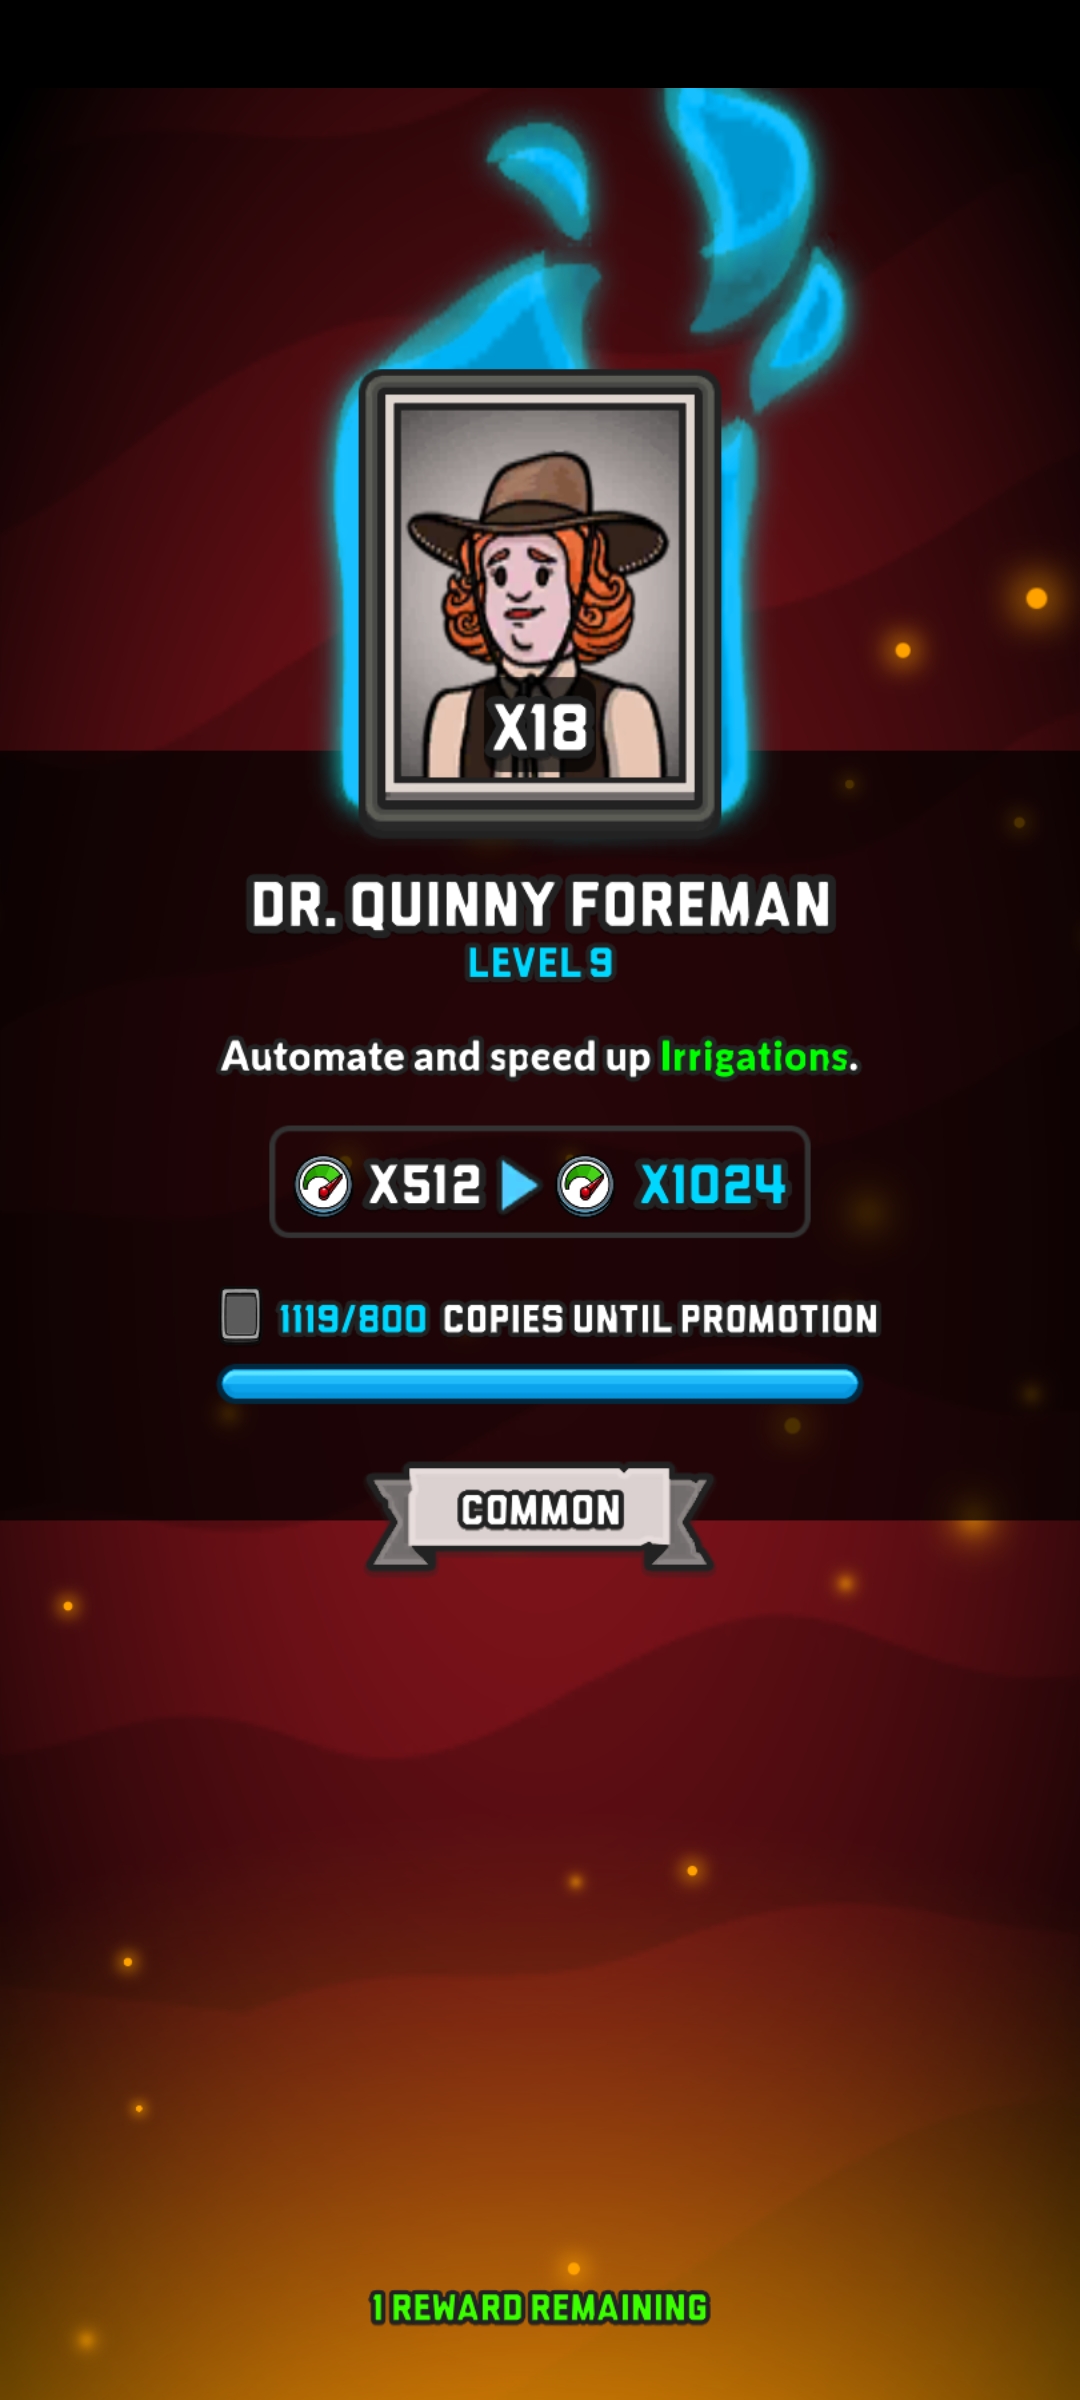 X18
DR. QUINNY FOREMAN
LEVEL 9
Automate and speed up Irrigations.
X512 X1024
1119/800 COPIES UNTIL PROMOTION
COMMON
1 REWARD REMAINING